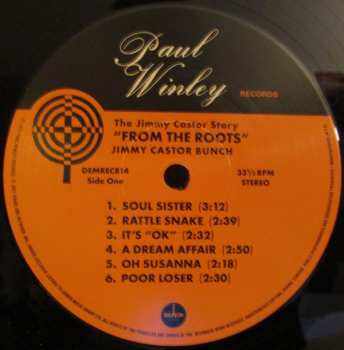 Paul
Winley
RECORDS
The Jimmy Castor Story
"FROM THE ROOTS"
JIMMY CASTOR BUNCH
DEMREC814
Side One
33⅓ RPM
STEREO
1. SOUL SISTER (3:12)
2. RATTLE SNAKE (2:39)
3. IT'S "OK" (2:32)
4. A DREAM AFFAIR (2:50)
5. OH SUSANNA (2:18)
6. POOR LOSER (2:30)